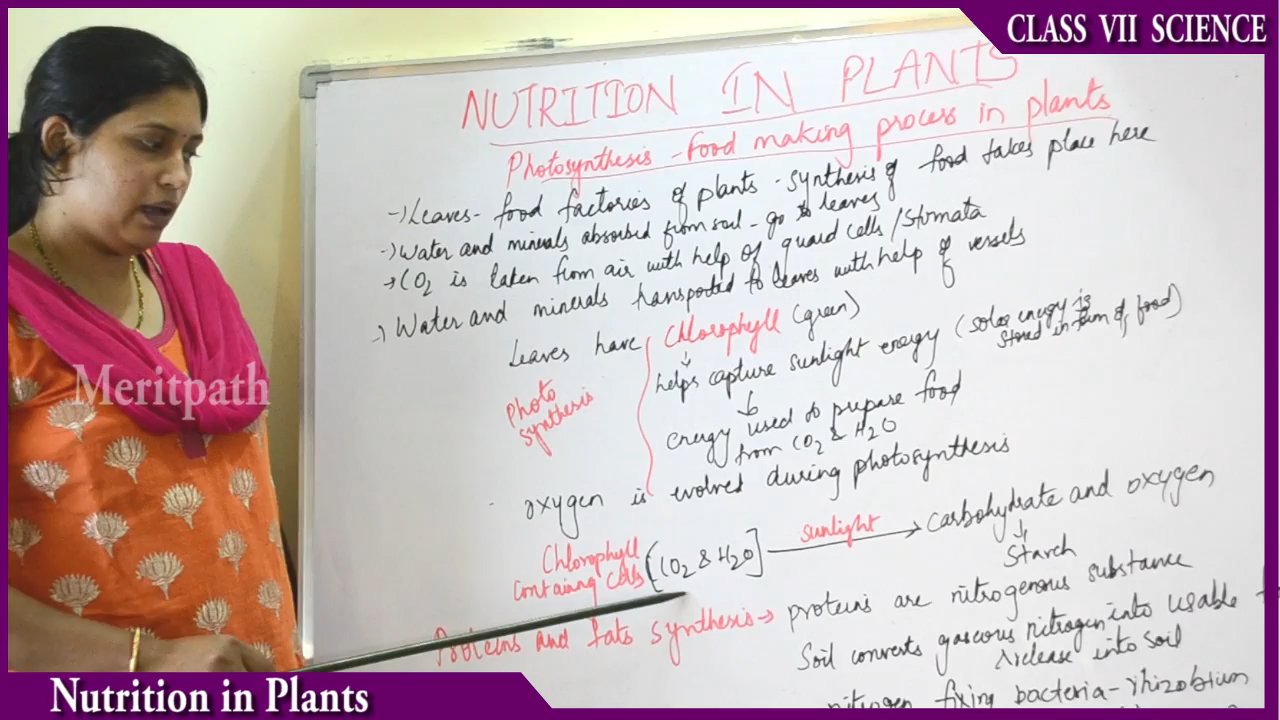 CLASS VII SCIENCE
NUTRITION IN PLANTS
Photosynthesis - Food making process in plants
-) Leaves - food factories of plants - synthesis of food takes place here
-) Water and minerals absorbed from soil - go to leaves
-> CO2 is taken from air with help of guard cells/Stomata
-) Water and minerals transported to leaves with help of vessels
Leaves have Chlorophyll (green)
helps capture sunlight energy (solar energy is
stored in form of food)
Photo
synthesis
energy used to prepare food
from CO2 & H2O
oxygen is evolved during photosynthesis
Chlorophyll
Containing cells [CO2 & H2O] sunlight → Carbohydrate and oxygen
Starch
Proteins and fats synthesis → proteins are nitrogenous substance
Soil converts gaseous nitrogen into usable
release into soil
nitrogen fixing bacteria - rhizobium
Meritpath
Nutrition in Plants